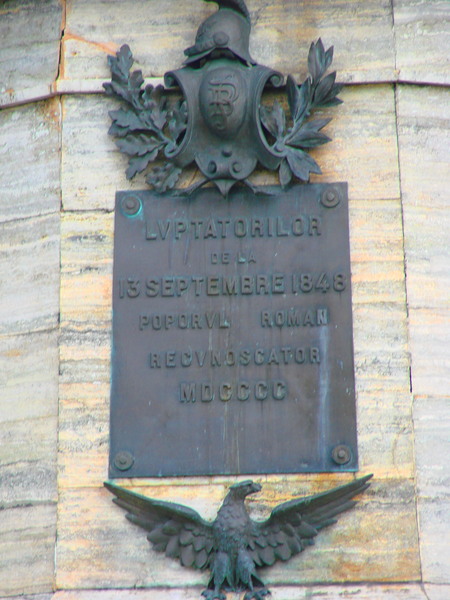 LVPTATORILOR
DE LA
13 SEPTEMBRE 1848
POPORVL ROMAN
RECVNOSCATOR
MDCCCC